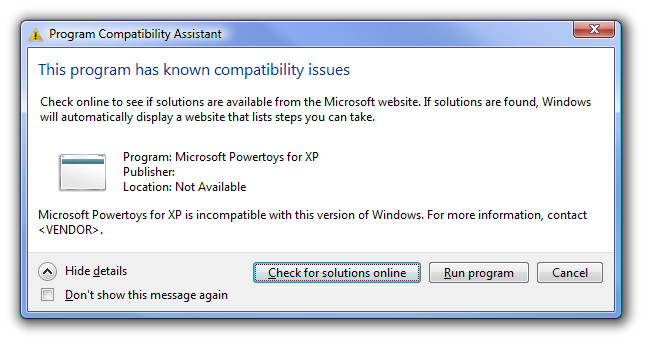 Program Compatibility Assistant
This program has known compatibility issues
Check online to see if solutions are available from the Microsoft website. If solutions are found, Windows
will automatically display a website that lists steps you can take.
Program: Microsoft Powertoys for XP
Publisher:
Location: Not Available
Microsoft Powertoys for XP is incompatible with this version of Windows. For more information, contact
<VENDOR>.
Hide details
Check for solutions online
Run program
Cancel
Don't show this message again